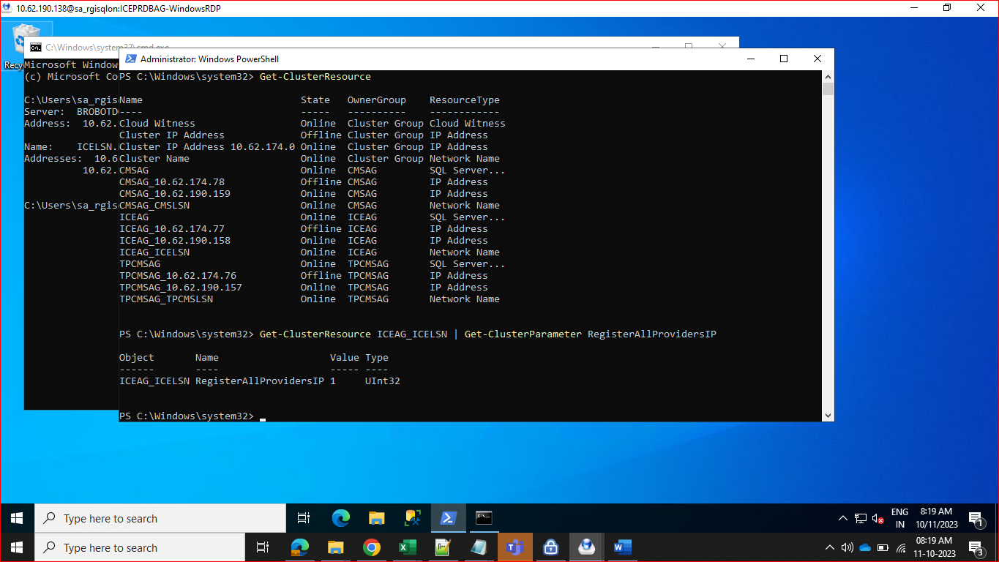 10.62.190.138@sa_rgisqlon:ICEPRDBAG-WindowsRDP
C:\Windows\system32\cmd.exe
Administrator: Windows PowerShell
Recy
Microsoft Window
(c) Microsoft Co
C:\Users\sa_rgis
Server: BROBOTD
Address: 10.62.
Name: ICELSN.
Addresses: 10.6
10.62.
C:\Users\sa_rgis
PS C:\Windows\system32> Get-ClusterResource
Name State OwnerGroup ResourceType
---- ----- ---------- ------------
Cloud Witness Online Cluster Group Cloud Witness
Cluster IP Address Offline Cluster Group IP Address
Cluster IP Address 10.62.174.0 Online Cluster Group IP Address
Cluster Name Online Cluster Group Network Name
CMSAG Online CMSAG SQL Server...
CMSAG_10.62.174.78 Offline CMSAG IP Address
CMSAG_10.62.190.159 Online CMSAG IP Address
CMSAG_CMSLSN Online CMSAG Network Name
ICEAG Online ICEAG SQL Server...
ICEAG_10.62.174.77 Offline ICEAG IP Address
ICEAG_10.62.190.158 Online ICEAG IP Address
ICEAG_ICELSN Online ICEAG Network Name
TPCMSAG Online TPCMSAG SQL Server...
TPCMSAG_10.62.174.76 Offline TPCMSAG IP Address
TPCMSAG_10.62.190.157 Online TPCMSAG IP Address
TPCMSAG_TPCMSLSN Online TPCMSAG Network Name
PS C:\Windows\system32> Get-ClusterResource ICEAG_ICELSN | Get-ClusterParameter RegisterAllProvidersIP
Object Name Value Type
------ ---- ----- ----
ICEAG_ICELSN RegisterAllProvidersIP 1 UInt32
PS C:\Windows\system32>
Type here to search
ENG
IN
8:19 AM
10/11/2023
1
Type here to search
08:19 AM
11-10-2023
3